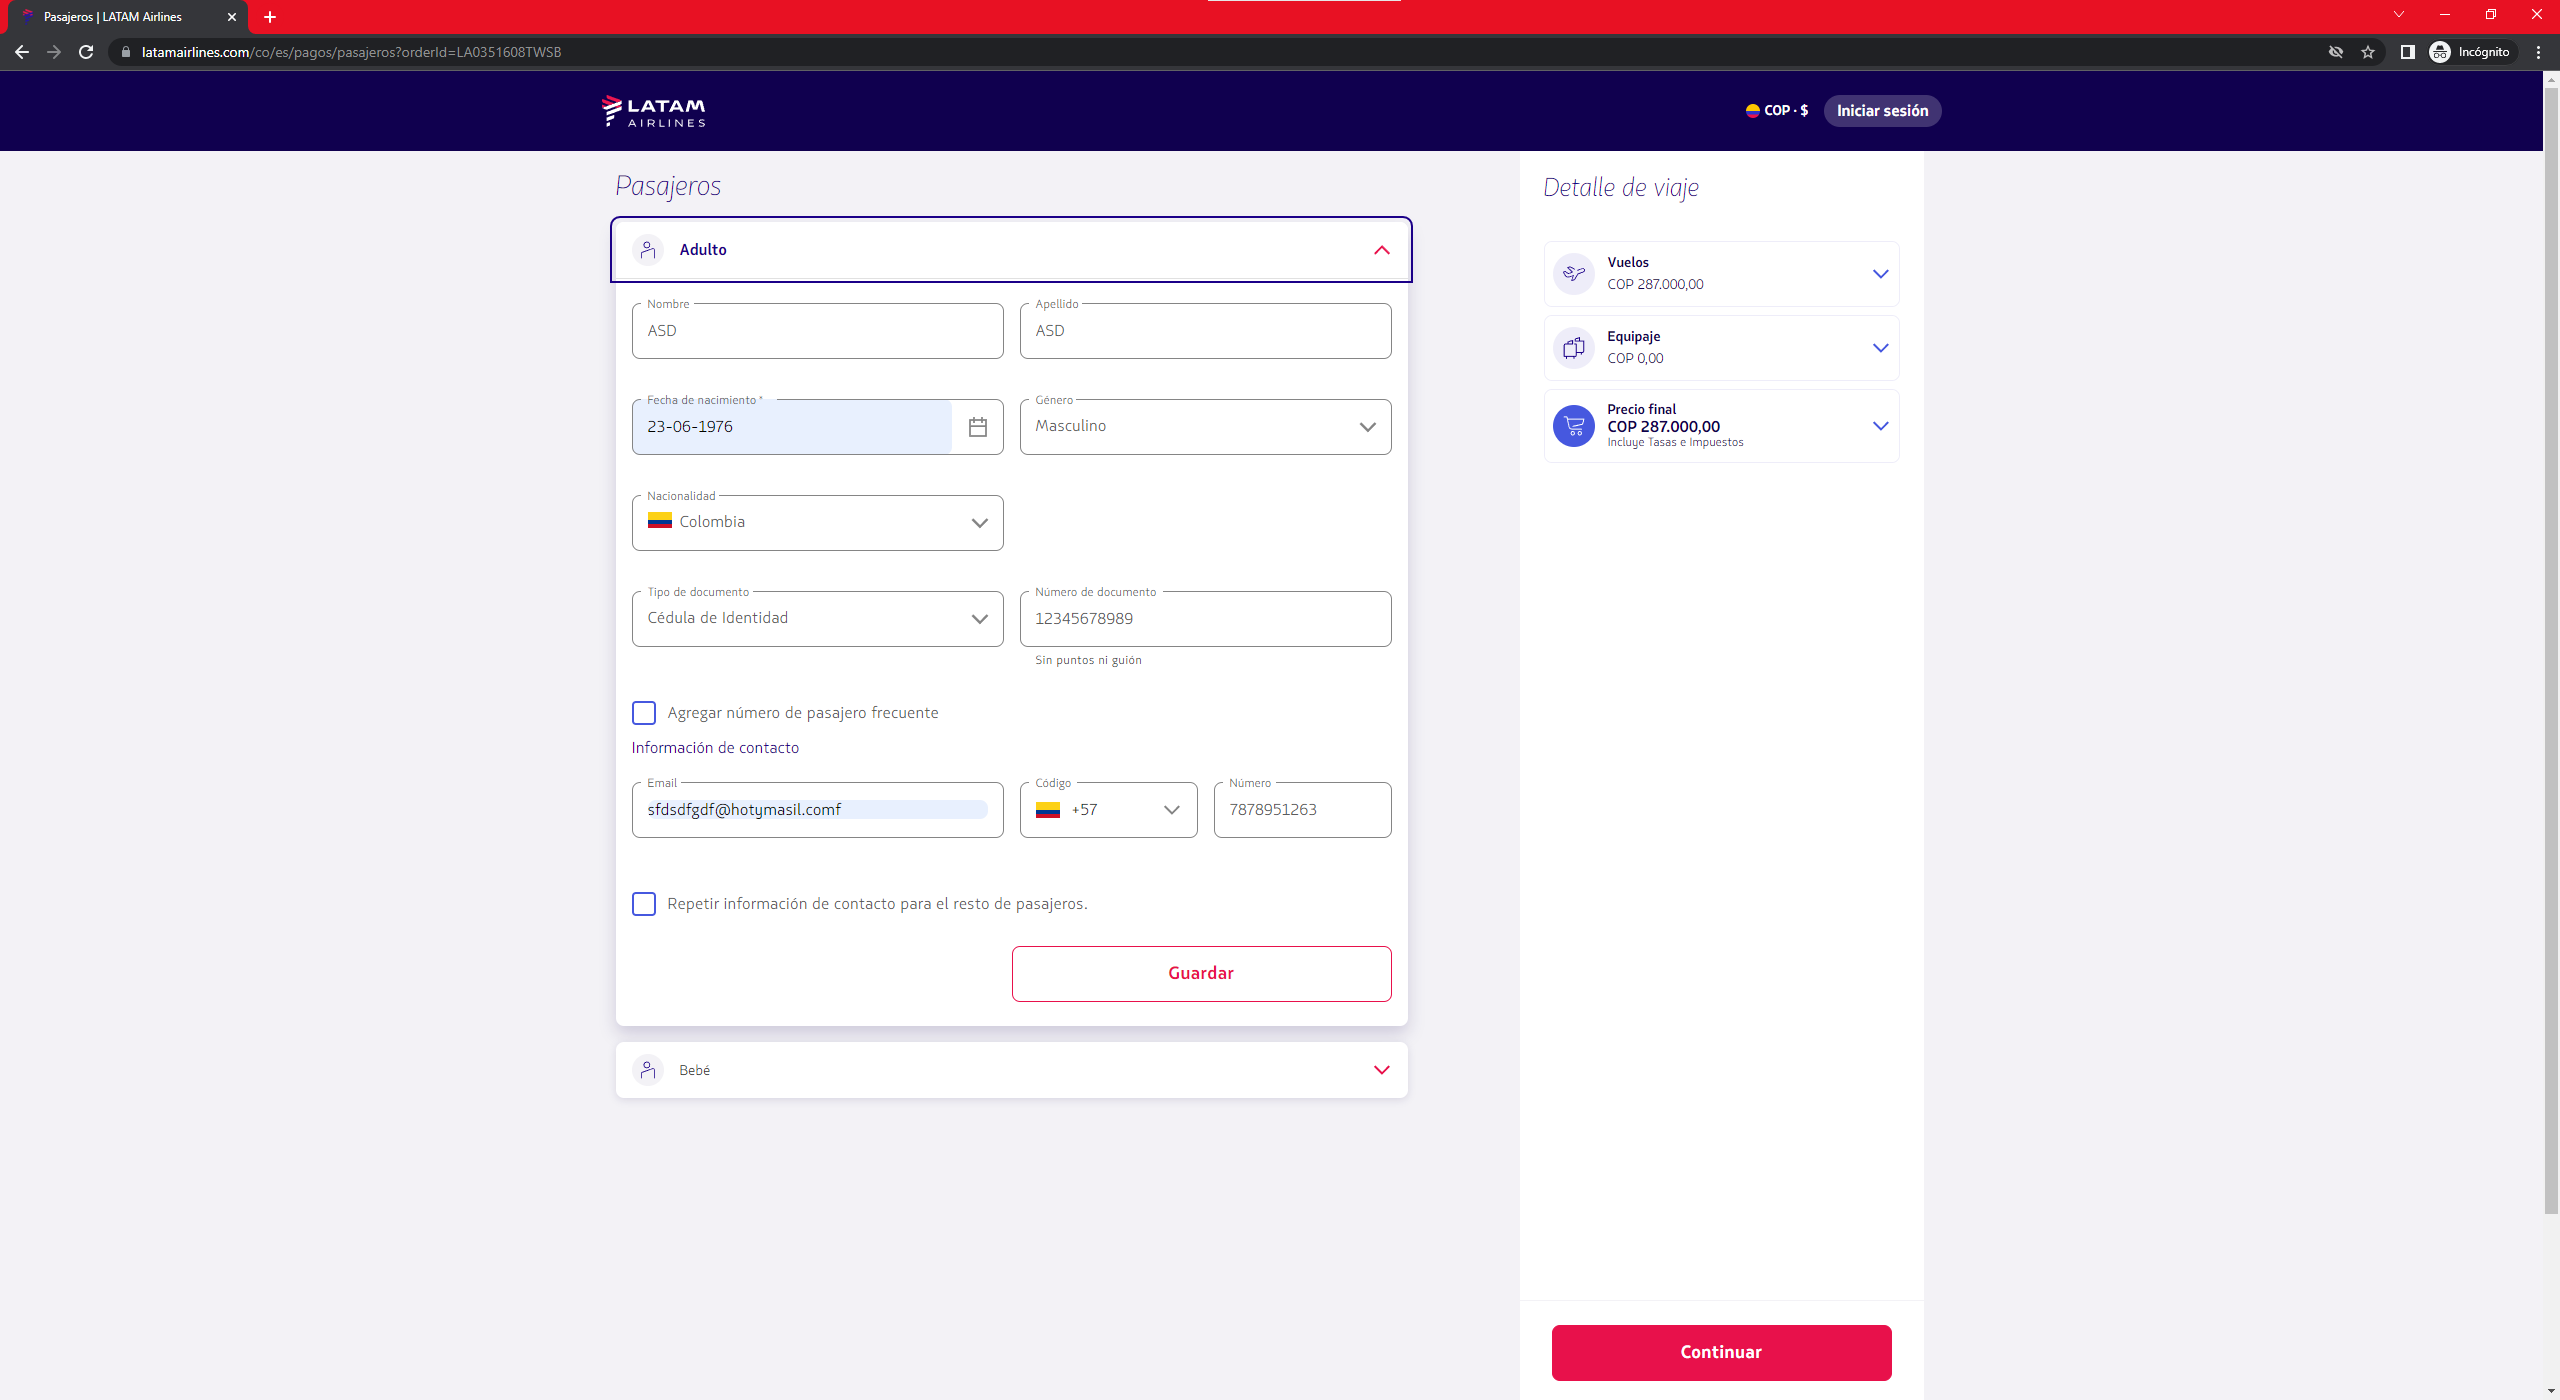 Pasajeros | LATAM Airlines
latamairlines.com/co/es/pagos/pasajeros?orderId=LA0351608TWSB
Incógnito
LATAM
AIRLINES
COP · $
Iniciar sesión
Pasajeros
Adulto
Nombre
ASD
Apellido
ASD
Fecha de nacimiento *
23-06-1976
Género
Masculino
Nacionalidad
Colombia
Tipo de documento
Cédula de Identidad
Número de documento
12345678989
Sin puntos ni guión
Agregar número de pasajero frecuente
Información de contacto
Email
sfdsdfgdf@hotymasil.comf
Código
+57
Número
7878951263
Repetir información de contacto para el resto de pasajeros.
Guardar
Bebé
Detalle de viaje
Vuelos
COP 287.000,00
Equipaje
COP 0,00
Precio final
COP 287.000,00
Incluye Tasas e Impuestos
Continuar